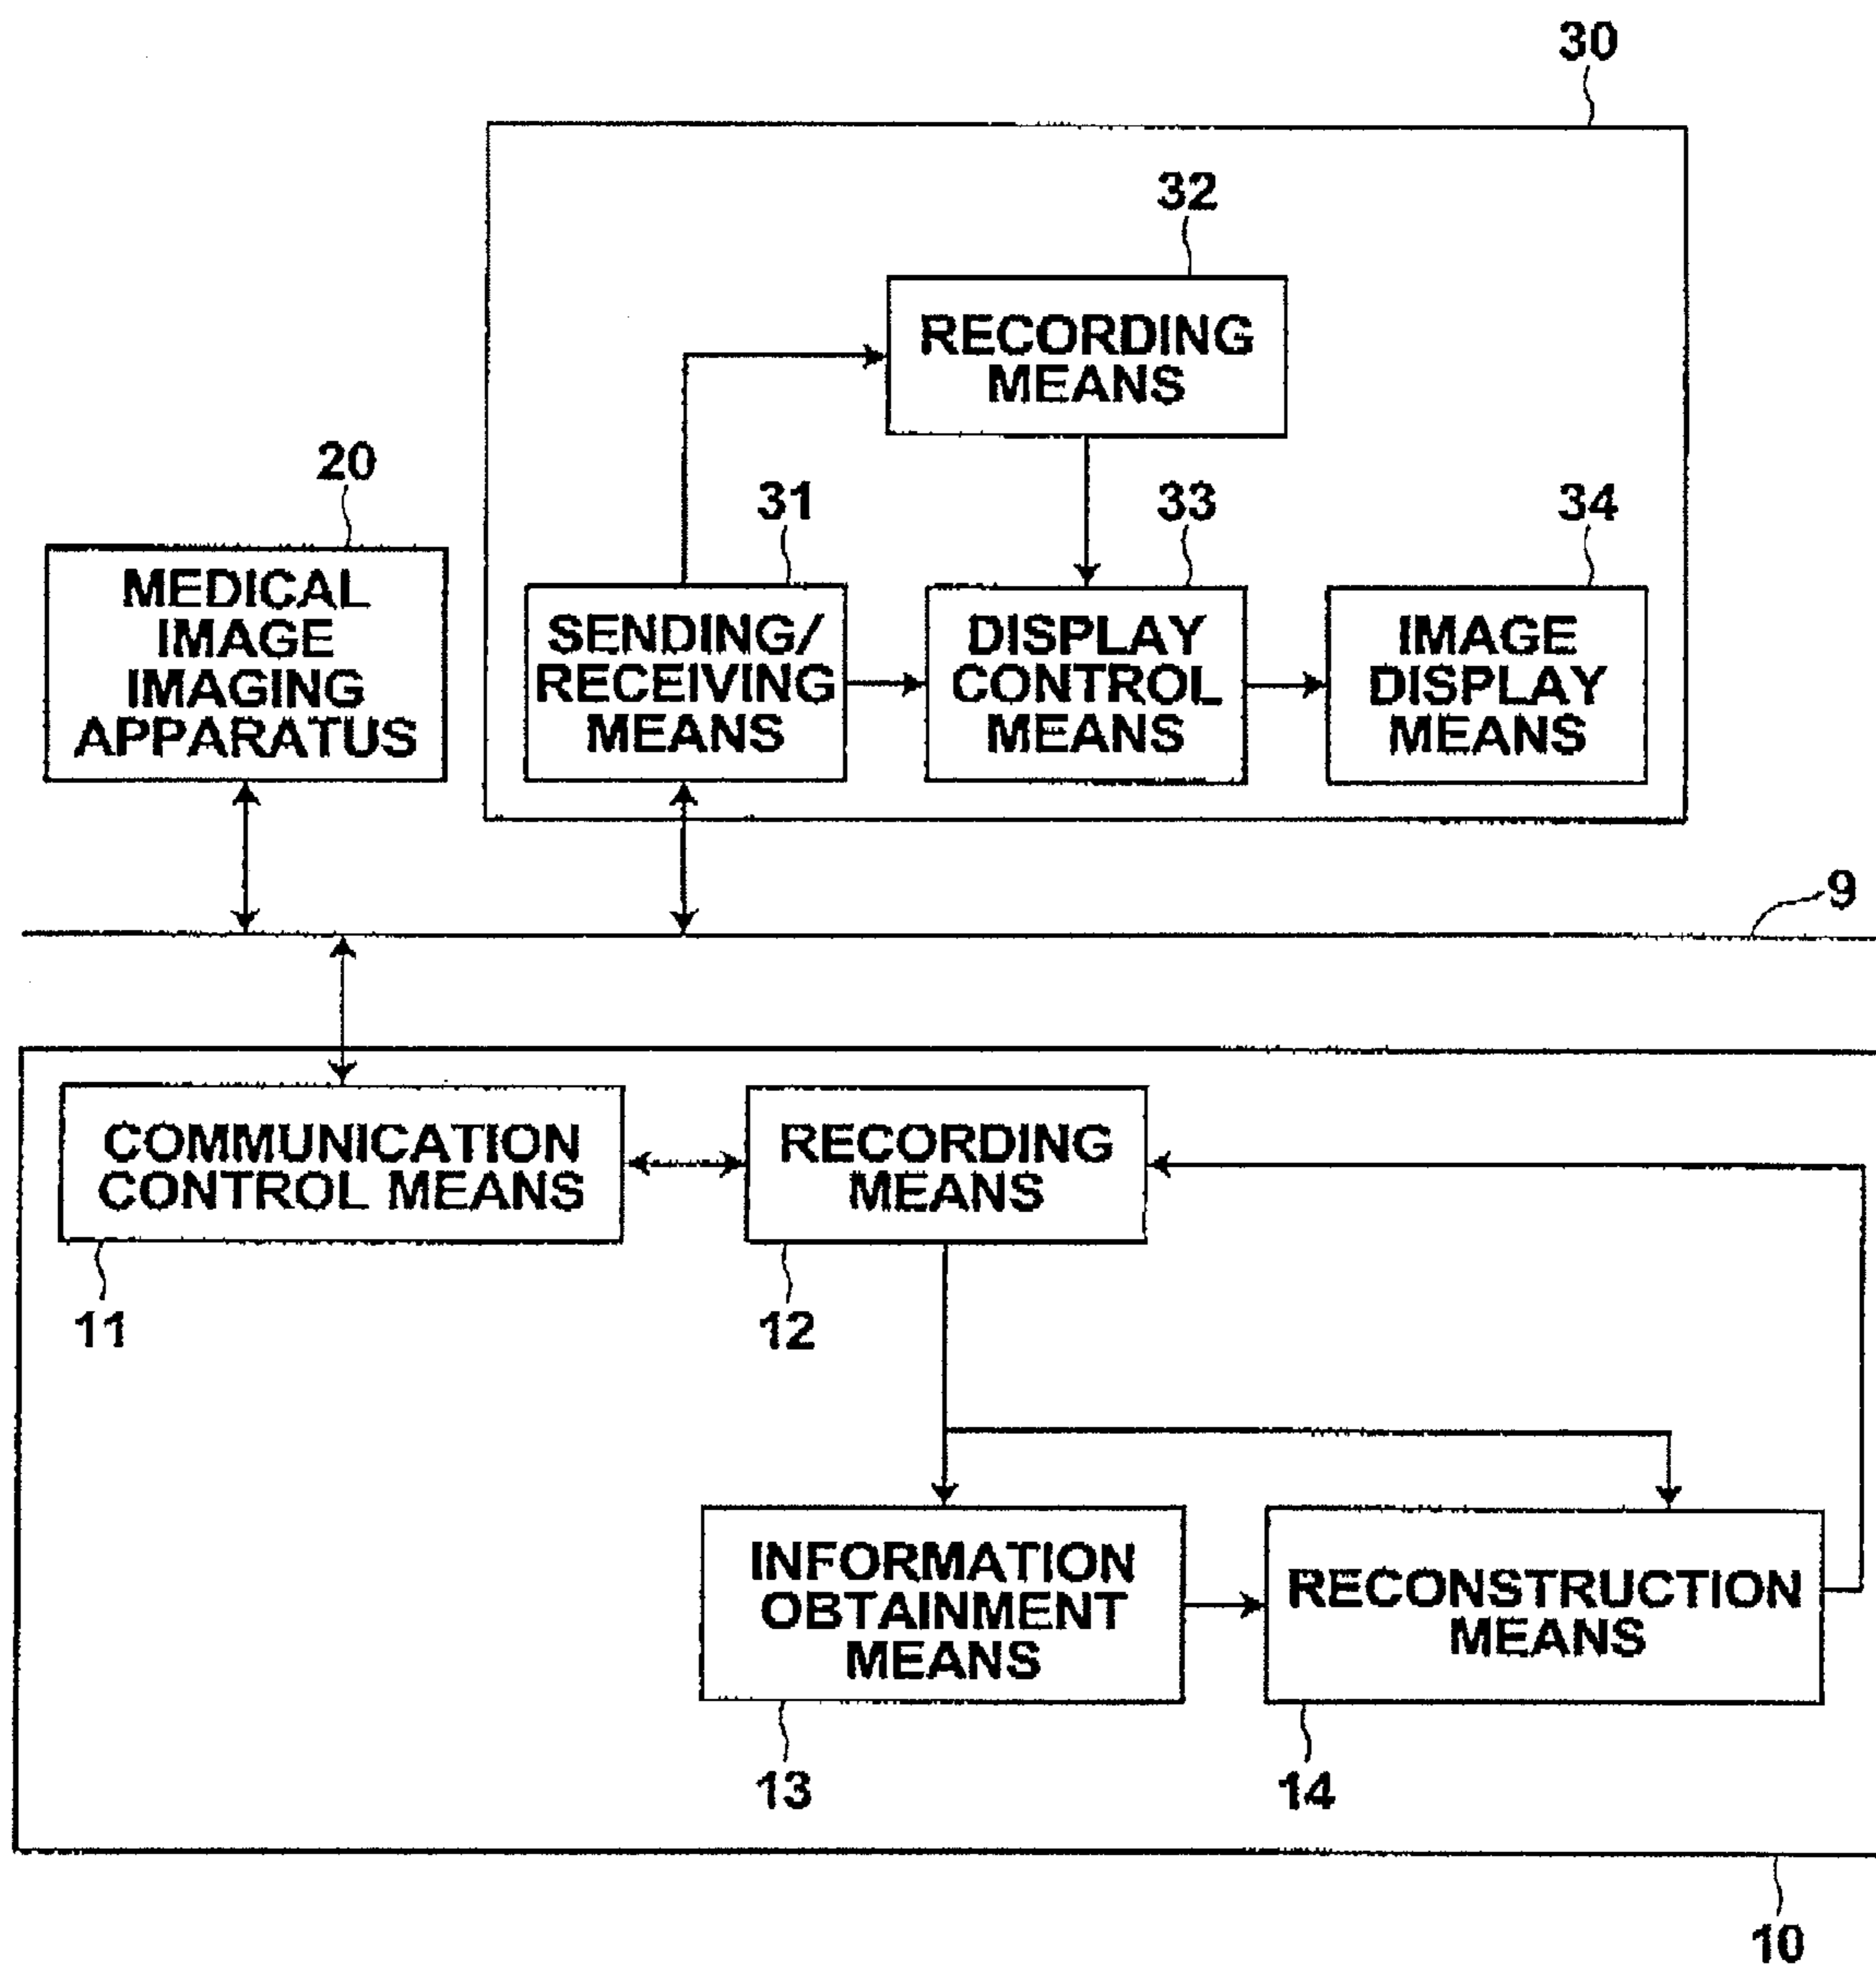 30
32
RECORDING
MEANS
20
31
33
34
MEDICAL
IMAGE
IMAGING
APPARATUS
SENDING/
RECEIVING
MEANS
DISPLAY
CONTROL
MEANS
IMAGE
DISPLAY
MEANS
9
COMMUNICATION
CONTROL MEANS
RECORDING
MEANS
11
12
INFORMATION
OBTAINMENT
MEANS
RECONSTRUCTION
MEANS
13
14
10